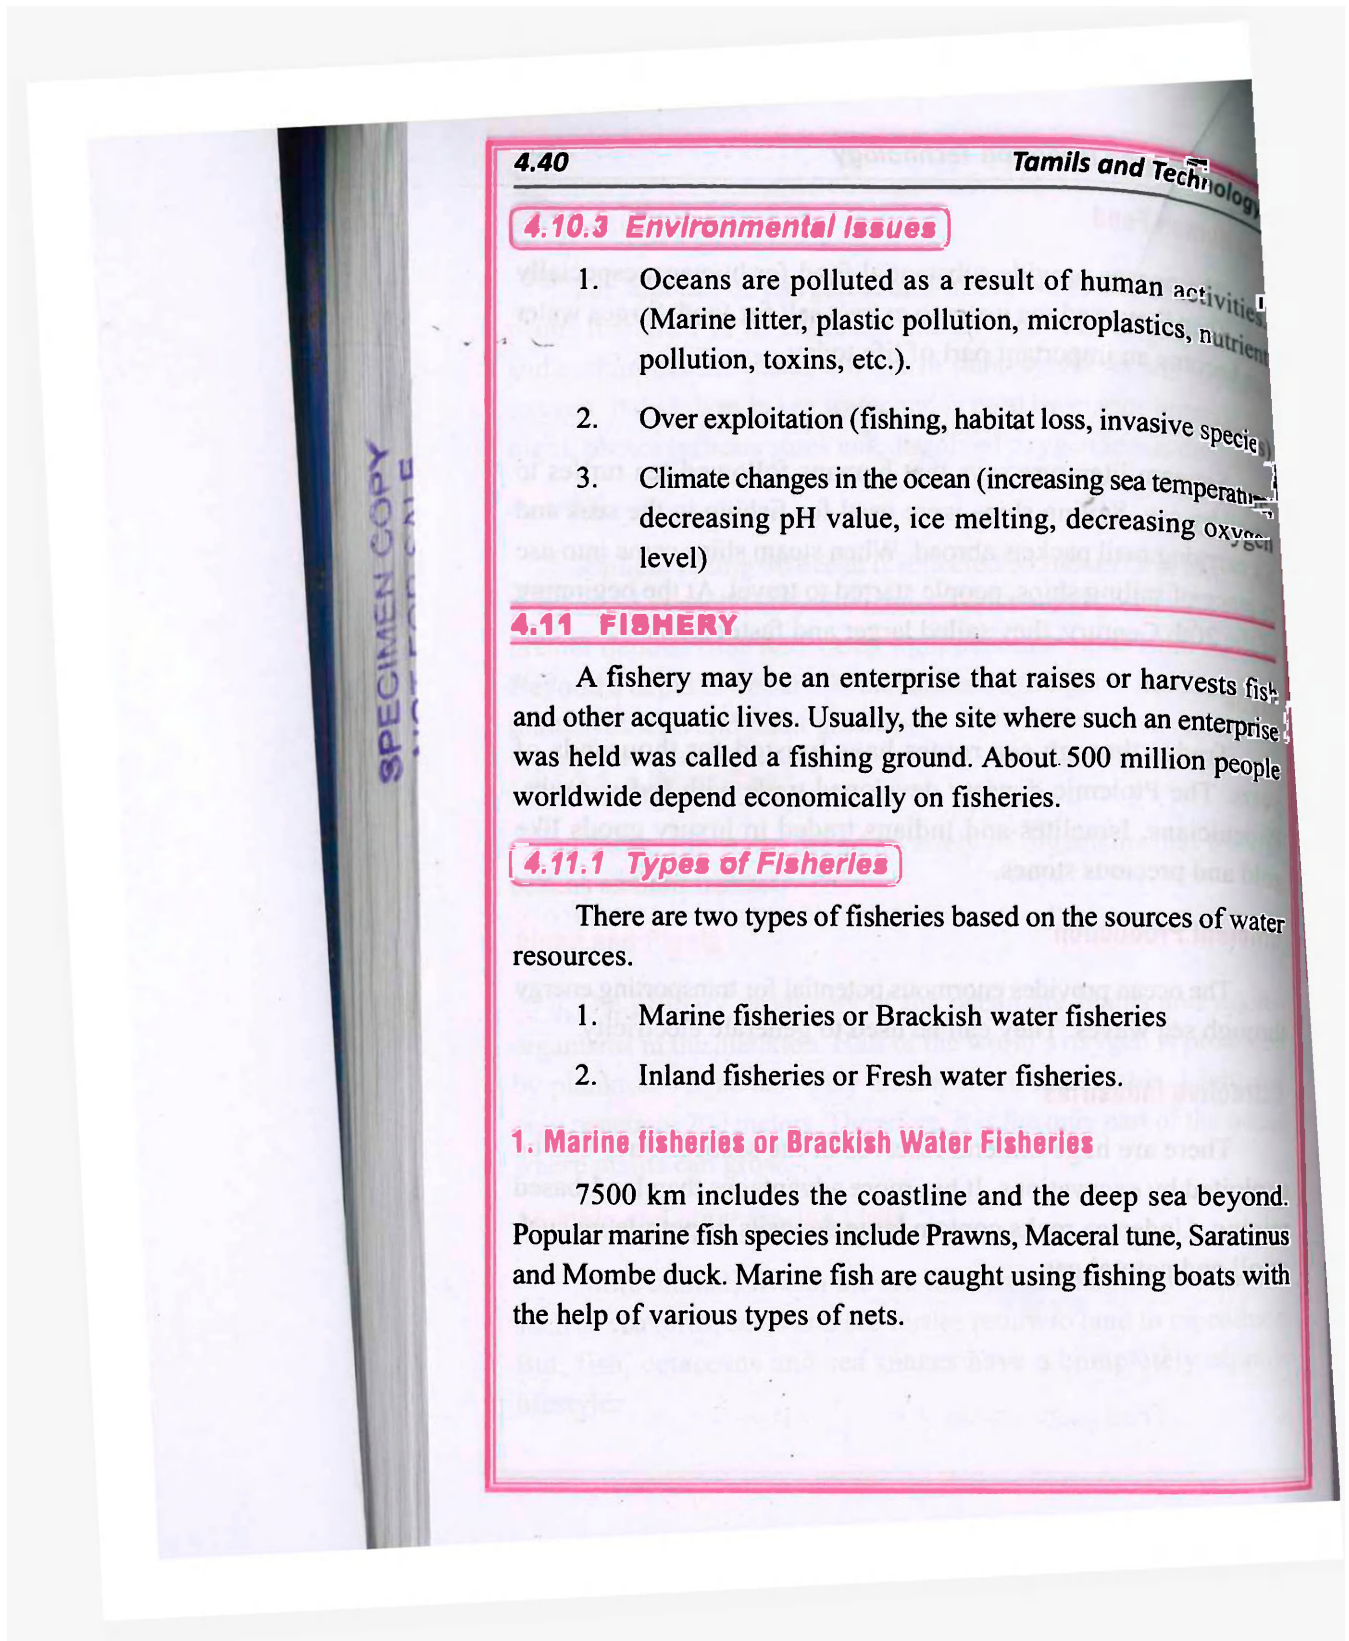 4.40 Tamils and Technology
4.10.3 Environmental Issues
1. Oceans are polluted as a result of human activities.
(Marine litter, plastic pollution, microplastics, nutrient
pollution, toxins, etc.).
2. Over exploitation (fishing, habitat loss, invasive species)
3. Climate changes in the ocean (increasing sea temperature,
decreasing pH value, ice melting, decreasing oxygen
level)
4.11 FISHERY
A fishery may be an enterprise that raises or harvests fish
and other acquatic lives. Usually, the site where such an enterprise
was held was called a fishing ground. About 500 million people
worldwide depend economically on fisheries.
4.11.1 Types of Fisheries
There are two types of fisheries based on the sources of water
resources.
1. Marine fisheries or Brackish water fisheries
2. Inland fisheries or Fresh water fisheries.
1. Marine fisheries or Brackish Water Fisheries
7500 km includes the coastline and the deep sea beyond.
Popular marine fish species include Prawns, Maceral tune, Saratinus
and Mombe duck. Marine fish are caught using fishing boats with
the help of various types of nets.
SPECIMEN COPY
NOT FOR SALE